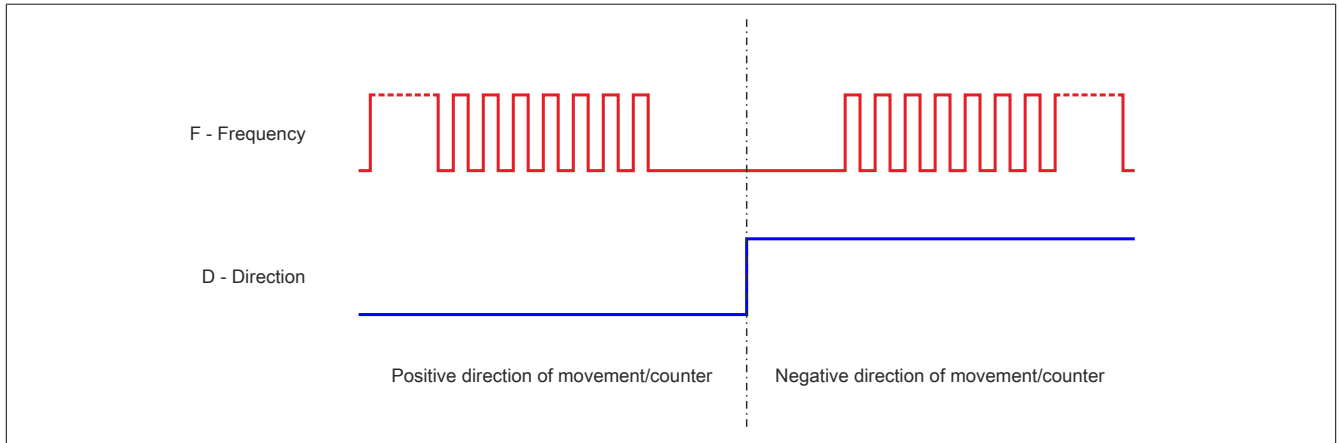 F - Frequency
D - Direction
Positive direction of movement/counter
Negative direction of movement/counter